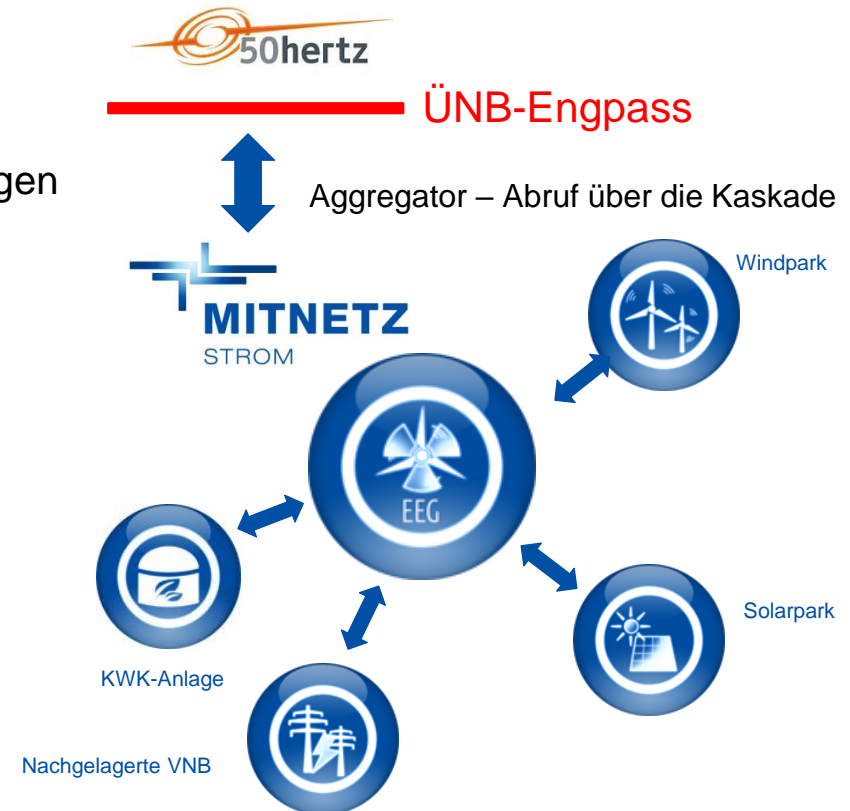 50hertz
ÜNB-Engpass
gen
Aggregator – Abruf über die Kaskade
Windpark
MITNETZ
STROM
EEG
Solarpark
KWK-Anlage
Nachgelagerte VNB